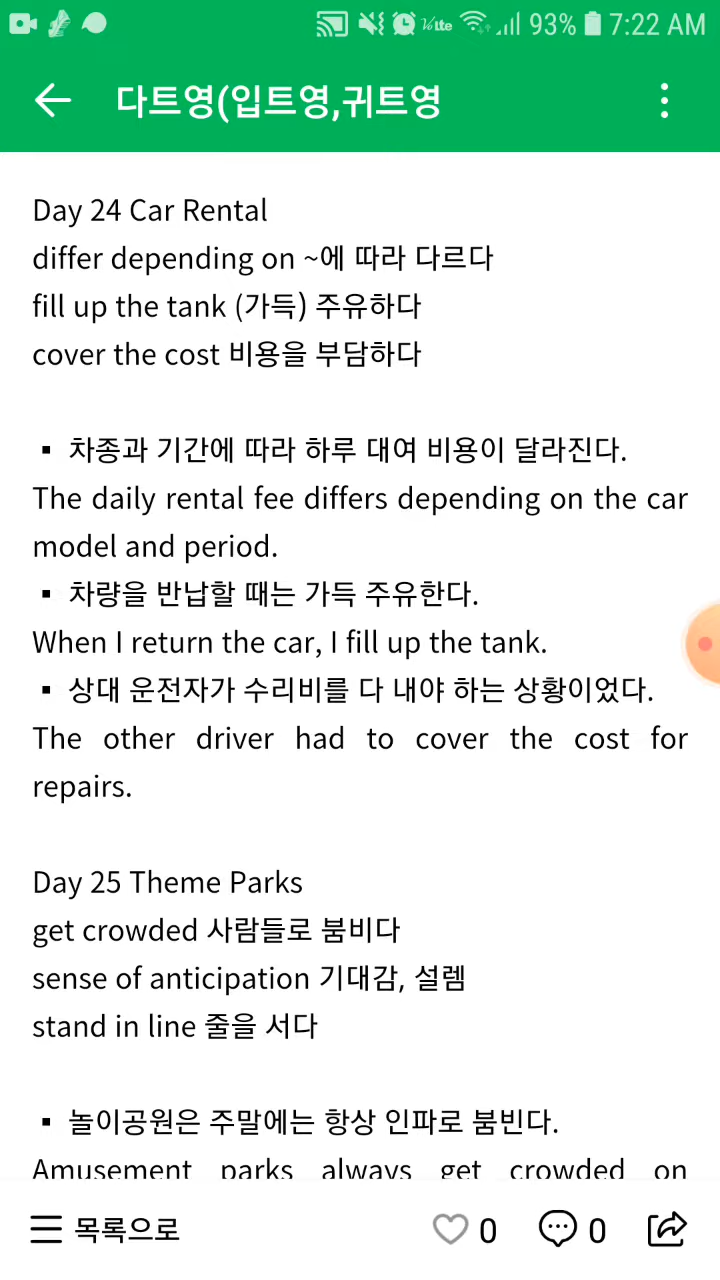 93% 7:22 AM
다트영(입트영,귀트영
Day 24 Car Rental
differ depending on ~에 따라 다르다
fill up the tank (가득) 주유하다
cover the cost 비용을 부담하다
▪ 차종과 기간에 따라 하루 대여 비용이 달라진다.
The daily rental fee differs depending on the car
model and period.
▪ 차량을 반납할 때는 가득 주유한다.
When I return the car, I fill up the tank.
▪ 상대 운전자가 수리비를 다 내야 하는 상황이었다.
The other driver had to cover the cost for
repairs.
Day 25 Theme Parks
get crowded 사람들로 붐비다
sense of anticipation 기대감, 설렘
stand in line 줄을 서다
▪ 놀이공원은 주말에는 항상 인파로 붐빈다.
Amusement parks always get crowded on
목록으로 0 0